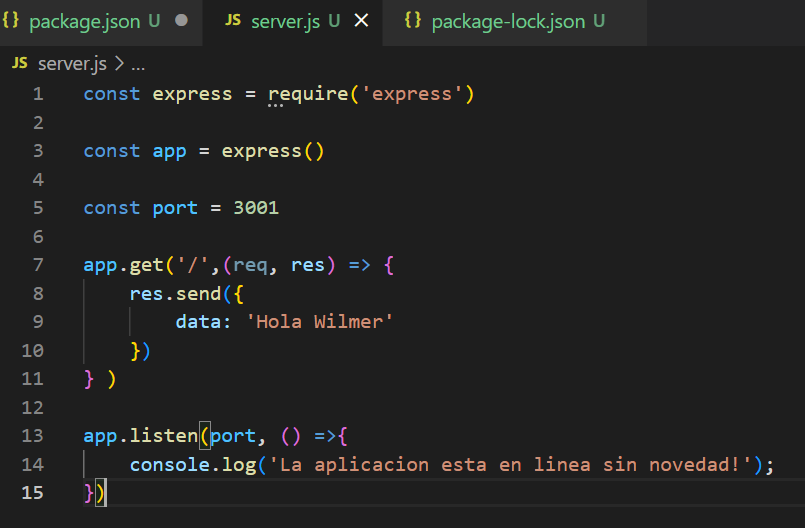 {} package.json U ●
JS server.js U ×
{} package-lock.json U
JS server.js > ...
1 const express = require('express')
2
3 const app = express()
4
5 const port = 3001
6
7 app.get('/',(req, res) => {
8     res.send({
9         data: 'Hola Wilmer'
10     })
11 } )
12
13 app.listen(port, () =>{
14     console.log('La aplicacion esta en linea sin novedad!');
15 })